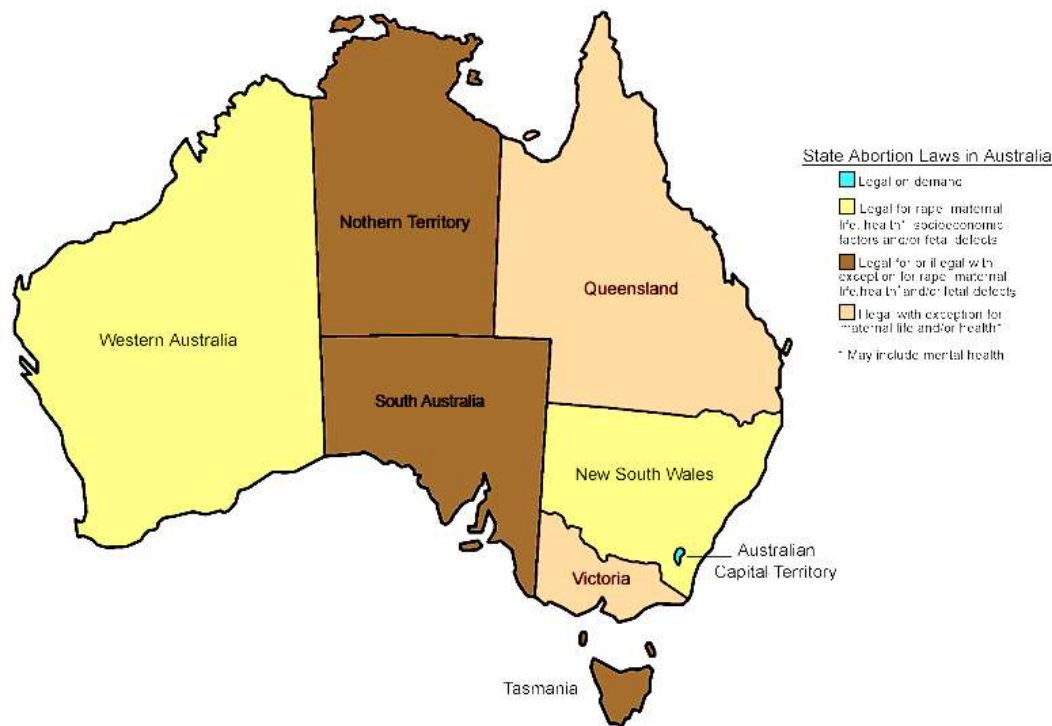 State Abortion Laws in Australia
Legal on demand
Legal for rape, maternal
life, health*, socioeconomic
factors and/or fetal defects
Legal for or illegal with
exception for rape, maternal
life, health* and/or fetal defects
Illegal with exception for
maternal life and/or health*
* May include mental health
Nothern Territory
Queensland
Western Australia
South Australia
New South Wales
Australian
Capital Territory
Victoria
Tasmania